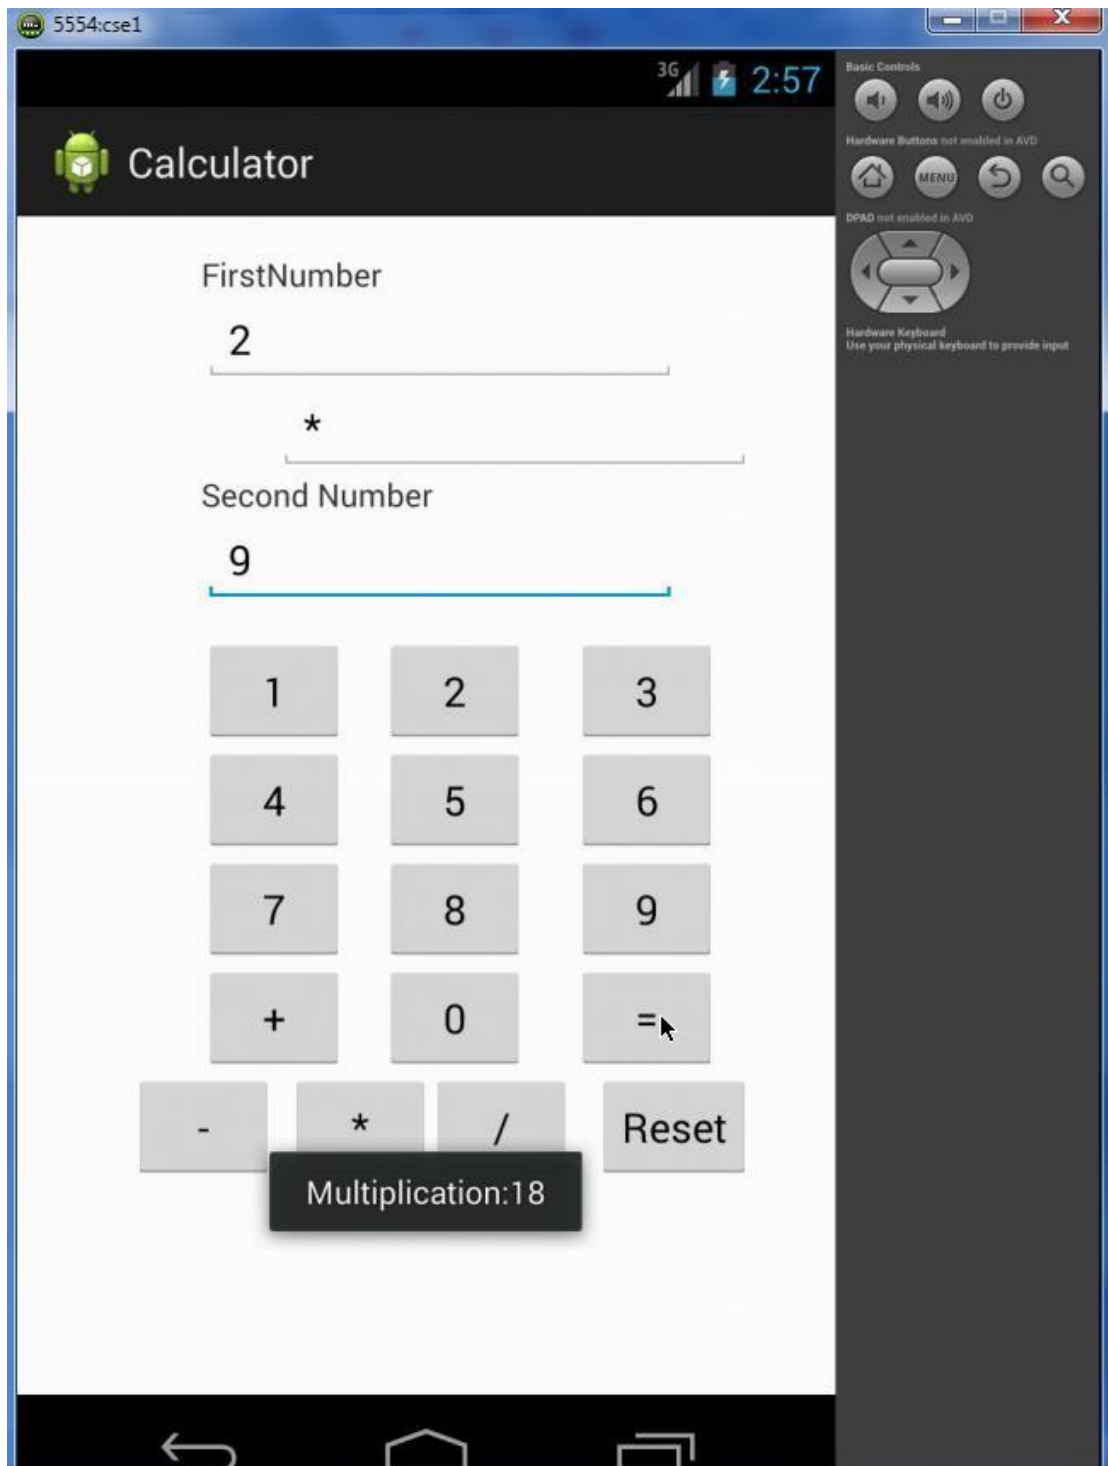 5554:cse1
3G 2:57
Basic Controls
Calculator
Hardware Buttons not enabled in AVD
MENU
DPAD not enabled in AVD
FirstNumber
2
Hardware Keyboard
Use your physical keyboard to provide input
*
Second Number
9
1 2 3
4 5 6
7 8 9
+ 0 =
- * / Reset
Multiplication:18